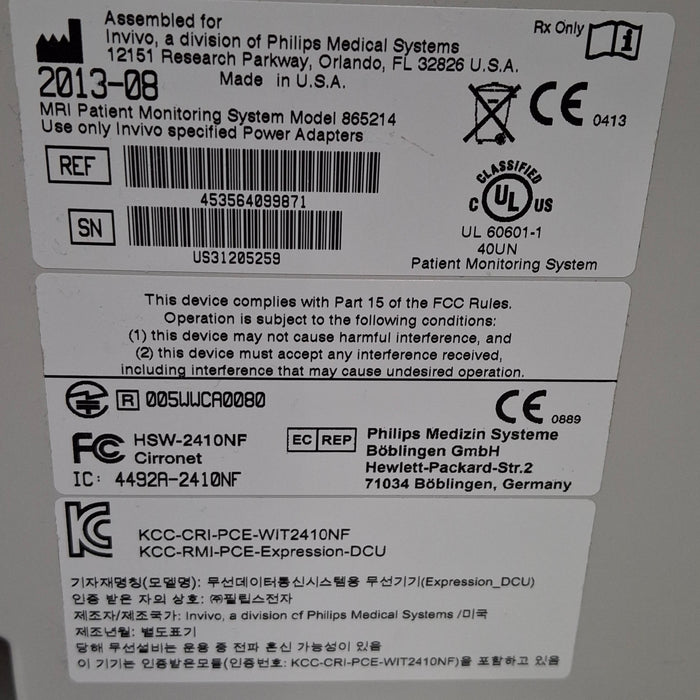 Assembled for
Invivo, a division of Philips Medical Systems
12151 Research Parkway, Orlando, FL 32826 U.S.A.
Rx Only
2013-08
Made in U.S.A.
MRI Patient Monitoring System Model 865214
Use only Invivo specified Power Adapters
CE 0413
REF
453564099871
SN
US31205259
CLASSIFIED
C UL US
UL 60601-1
40UN
Patient Monitoring System
This device complies with Part 15 of the FCC Rules.
Operation is subject to the following conditions:
(1) this device may not cause harmful interference, and
(2) this device must accept any interference received,
including interference that may cause undesired operation.
R 005WWCA0080
CE 0889
FC HSW-2410NF
Cirronet
IC: 4492A-2410NF
EC REP
Philips Medizin Systeme
Böblingen GmbH
Hewlett-Packard-Str.2
71034 Böblingen, Germany
KCC-CRI-PCE-WIT2410NF
KCC-RMI-PCE-Expression-DCU
기자재명칭(모델명): 무선데이터통신시스템용 무선기기(Expression_DCU)
인증 받은 자의 상호: ㈜필립스전자
제조자/제조국가: Invivo, a division of Philips Medical Systems /미국
제조년월: 별도표기
당해 무선설비는 운용 중 전파 혼신 가능성이 있음
이 기기는 인증받은모듈(인증번호: KCC-CRI-PCE-WIT2410NF)을 포함하고 있음